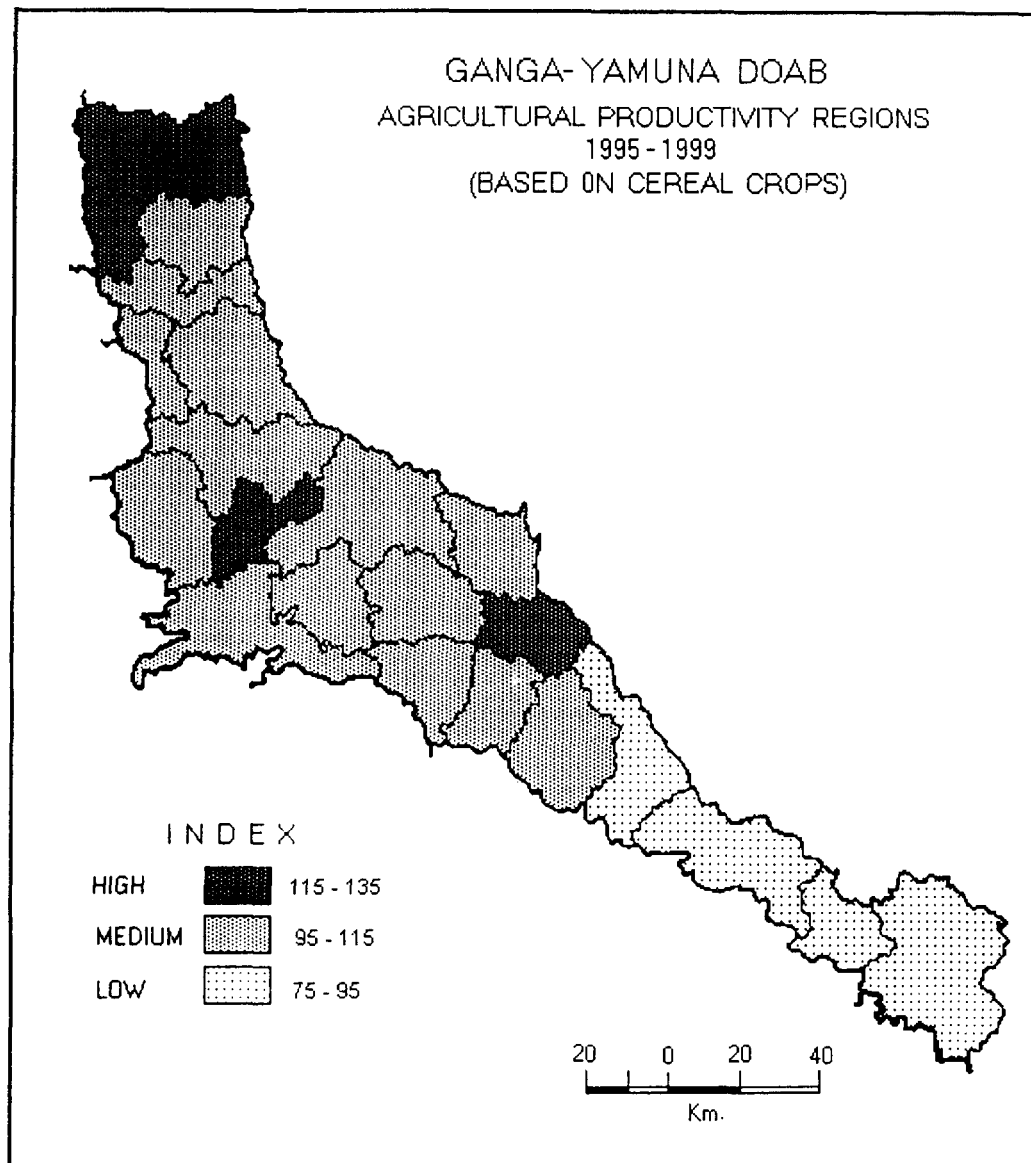 GANGA-YAMUNA DOAB
AGRICULTURAL PRODUCTIVITY REGIONS
1995-1999
(BASED ON CEREAL CROPS)
INDEX
HIGH 115-135
MEDIUM 95-115
LOW 75-95
20 0 20 40
Km.